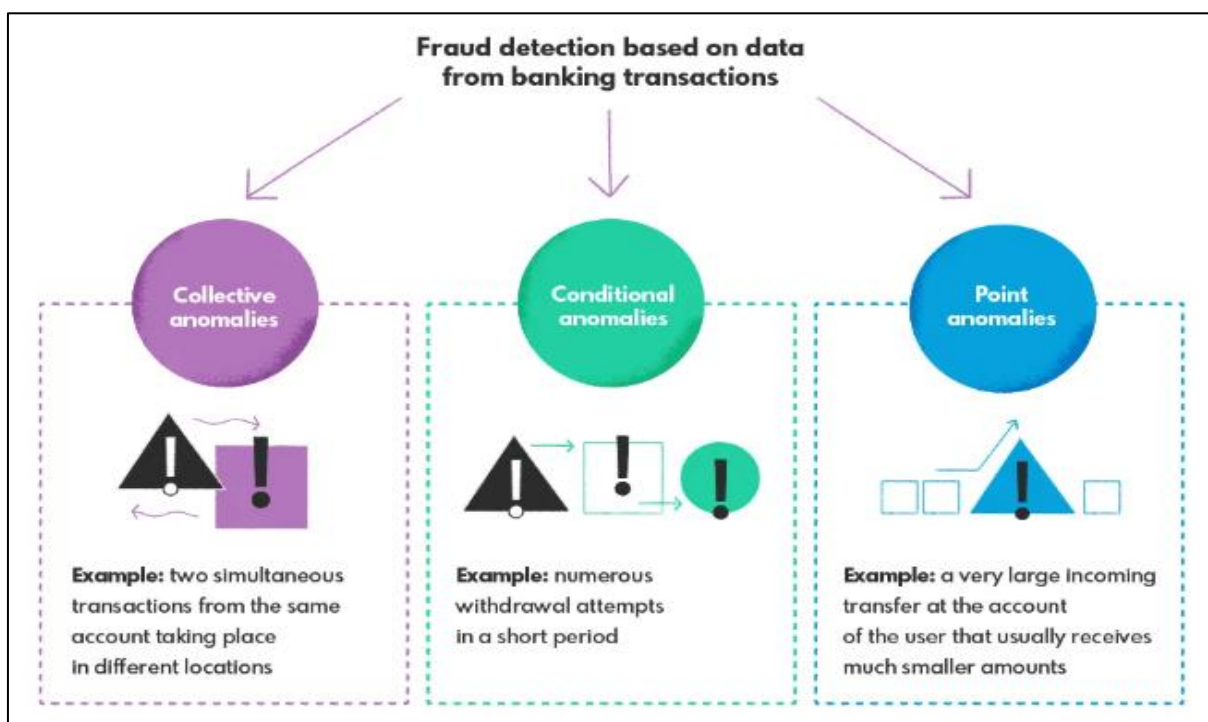 Fraud detection based on data
from banking transactions
Collective
anomalies
Example: two simultaneous
transactions from the same
account taking place
in different locations
Conditional
anomalies
Example: numerous
withdrawal attempts
in a short period
Point
anomalies
Example: a very large incoming
transfer at the account
of the user that usually receives
much smaller amounts